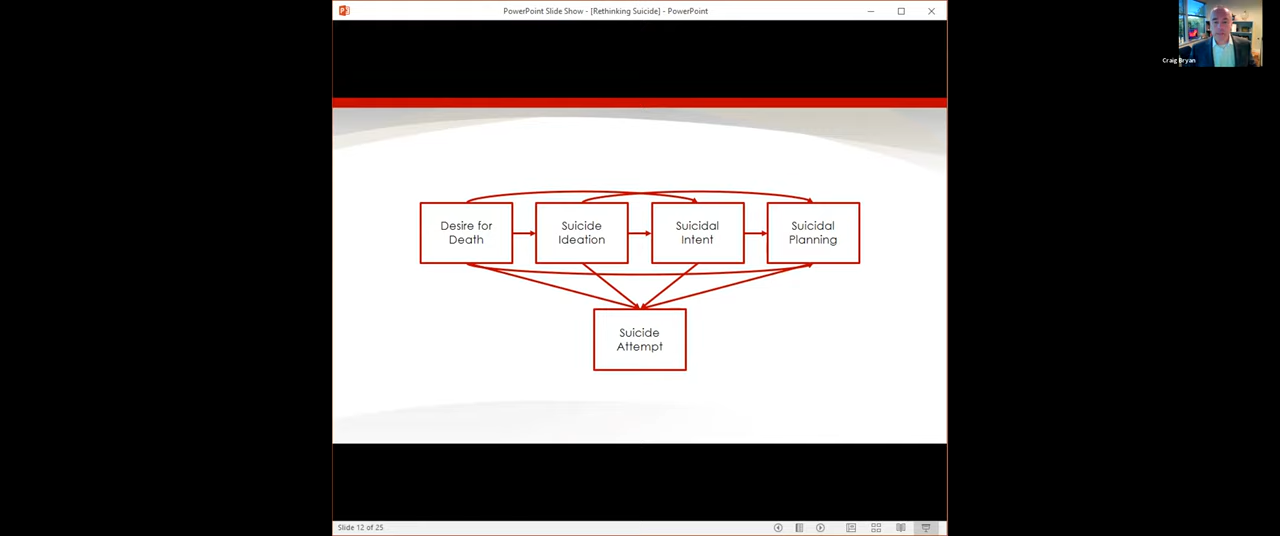 PowerPoint Slide Show - [Rethinking Suicide] - PowerPoint
Craig Bryan
Desire for
Death
Suicide
Ideation
Suicidal
Intent
Suicidal
Planning
Suicide
Attempt
Slide 12 of 25